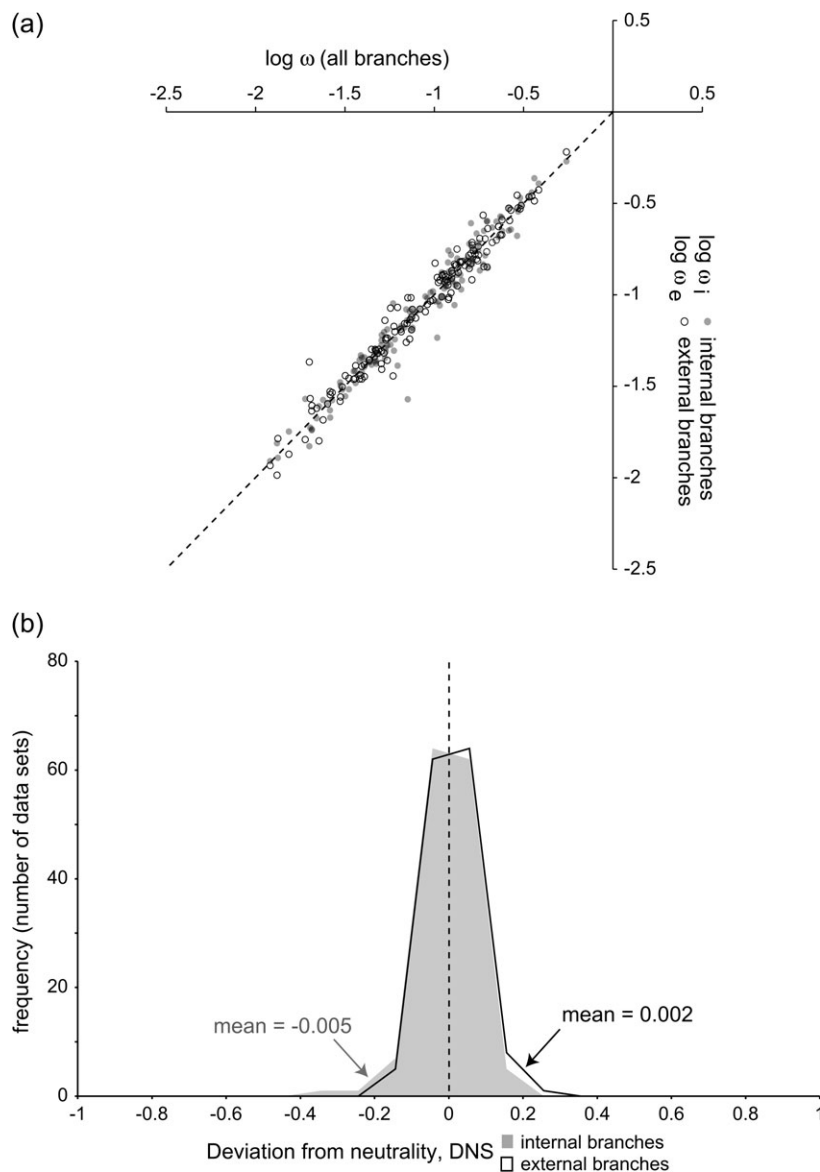 (a)
0.5
log ω (all branches)
-2.5 -2 -1.5 -1 -0.5 0.5
-0.5
-1
-1.5
-2
-2.5
log ω i internal branches
log ω e external branches
(b)
80
60
40
20
0
frequency (number of data sets)
mean = -0.005
mean = 0.002
-1 -0.8 -0.6 -0.4 -0.2 0 0.2 0.4 0.6 0.8 1
Deviation from neutrality, DNS
internal branches
external branches